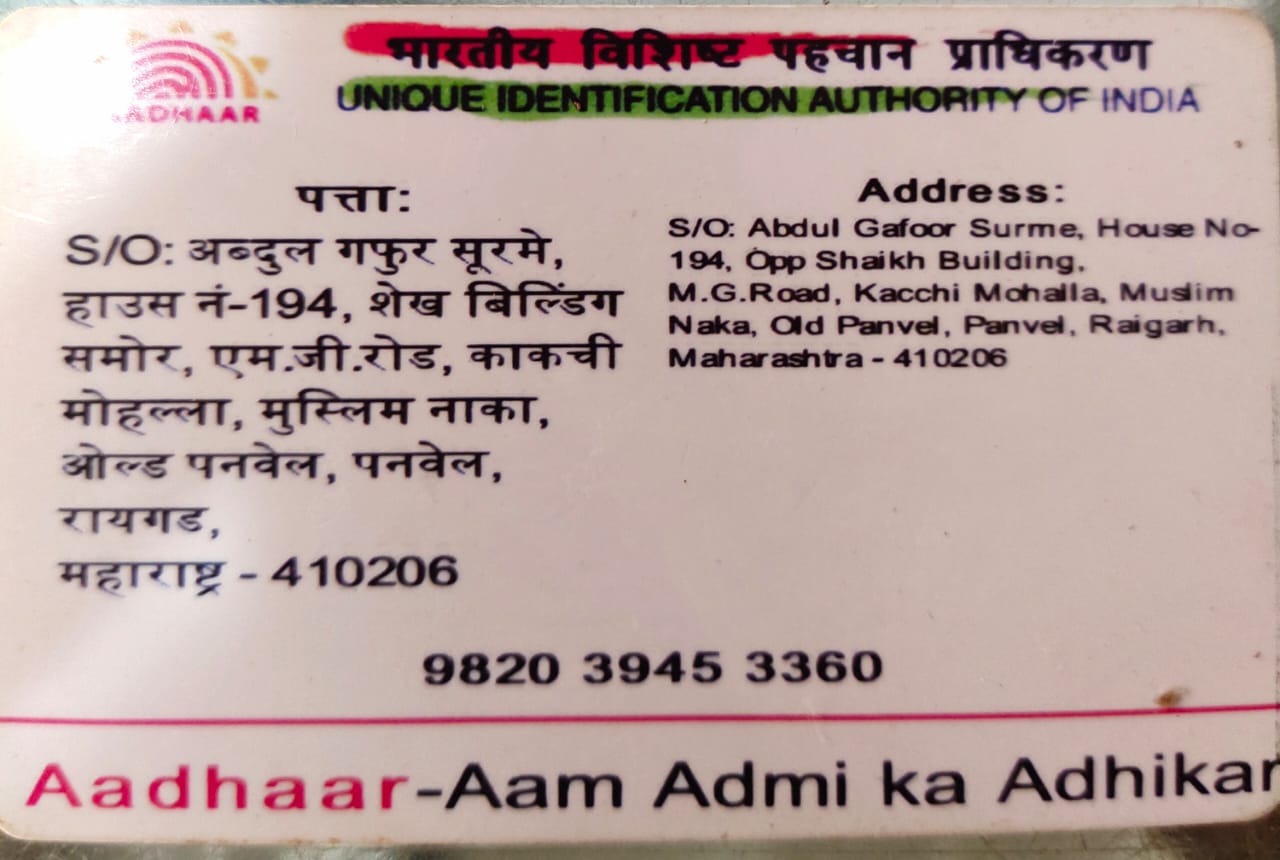 AADHAAR
भारतीय विशिष्ट पहचान प्राधिकरण
UNIQUE IDENTIFICATION AUTHORITY OF INDIA
पत्ता:
S/O: अब्दुल गफुर सूरमे,
हाउस नं-194, शेख बिल्डिंग
समोर, एम.जी.रोड, काकची
मोहल्ला, मुस्लिम नाका,
ओल्ड पनवेल, पनवेल,
रायगड,
महाराष्ट्र - 410206
Address:
S/O: Abdul Gafoor Surme, House No-
194, Opp Shaikh Building,
M.G.Road, Kacchi Mohalla, Muslim
Naka, Old Panvel, Panvel, Raigarh,
Maharashtra - 410206
9820 3945 3360
Aadhaar-Aam Admi ka Adhikar